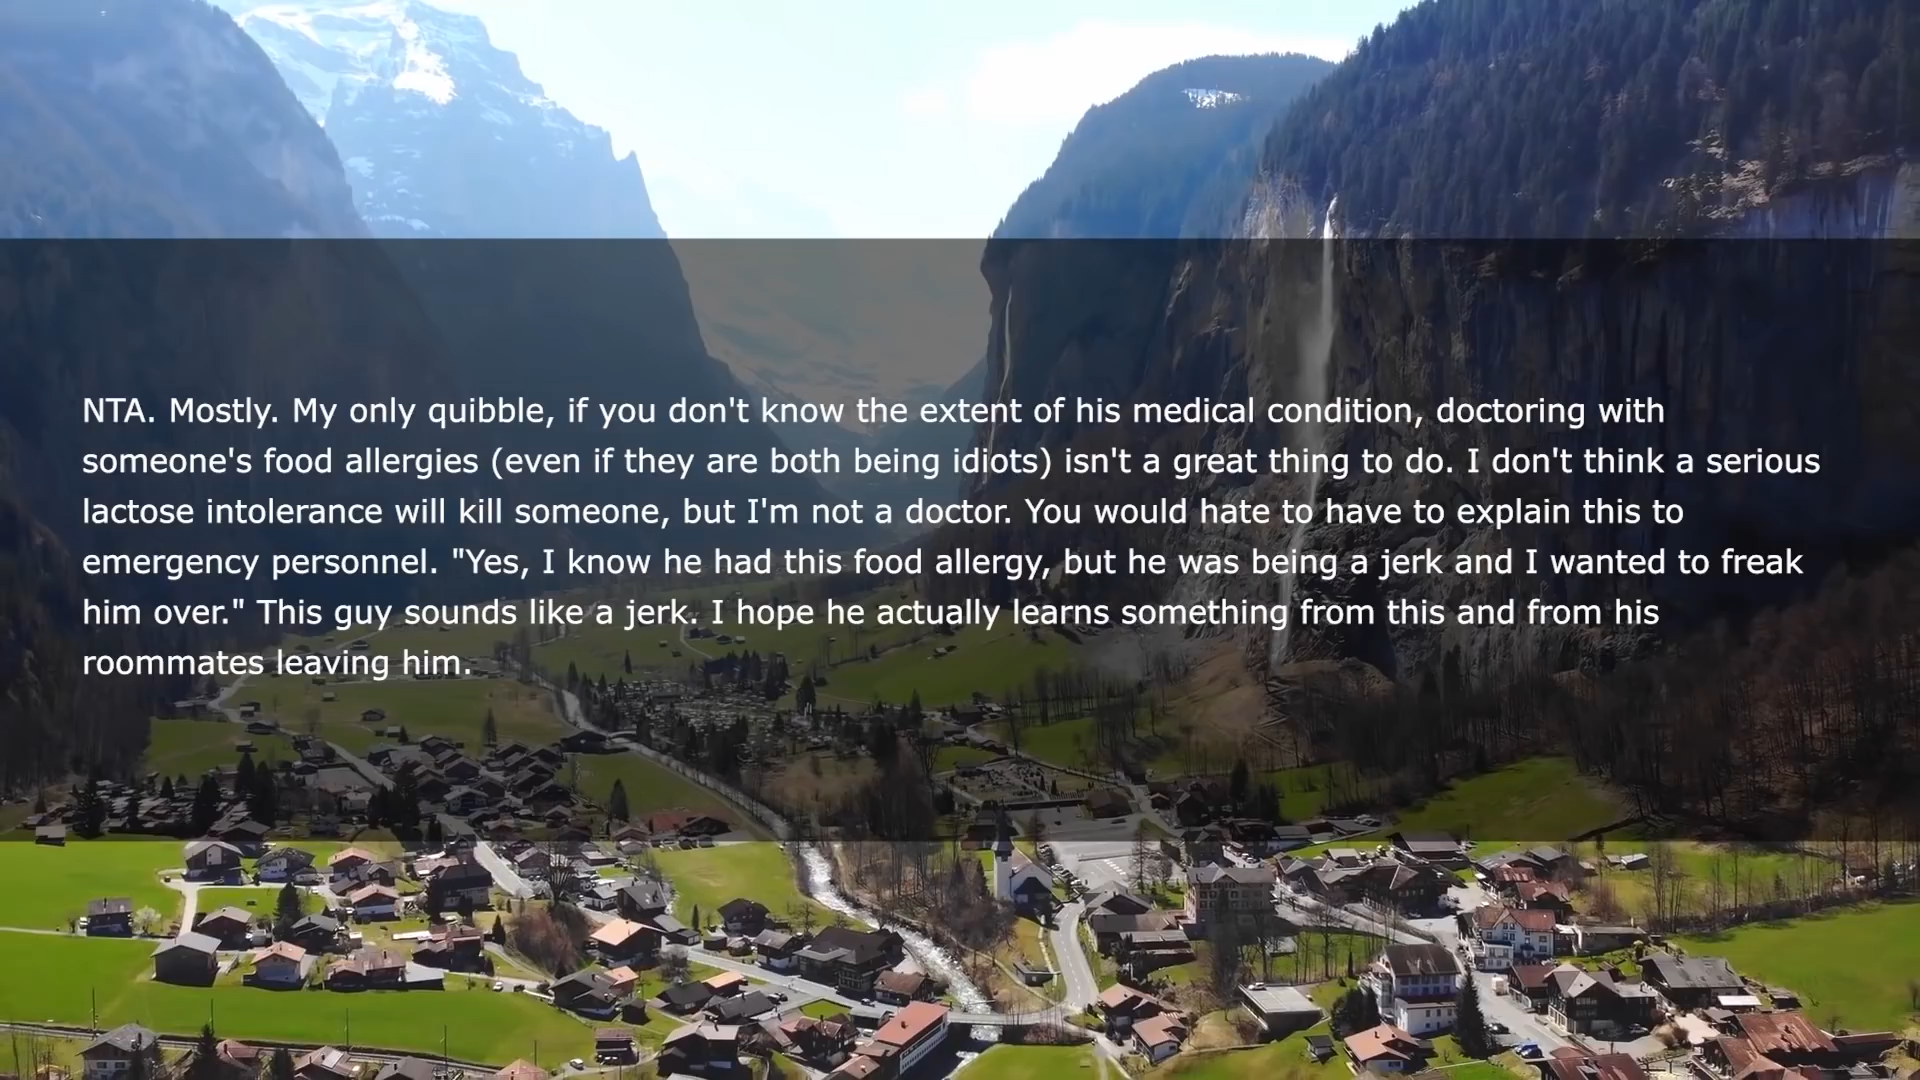 NTA. Mostly. My only quibble, if you don't know the extent of his medical condition, doctoring with
someone's food allergies (even if they are both being idiots) isn't a great thing to do. I don't think a serious
lactose intolerance will kill someone, but I'm not a doctor. You would hate to have to explain this to
emergency personnel. "Yes, I know he had this food allergy, but he was being a jerk and I wanted to freak
him over." This guy sounds like a jerk. I hope he actually learns something from this and from his
roommates leaving him.